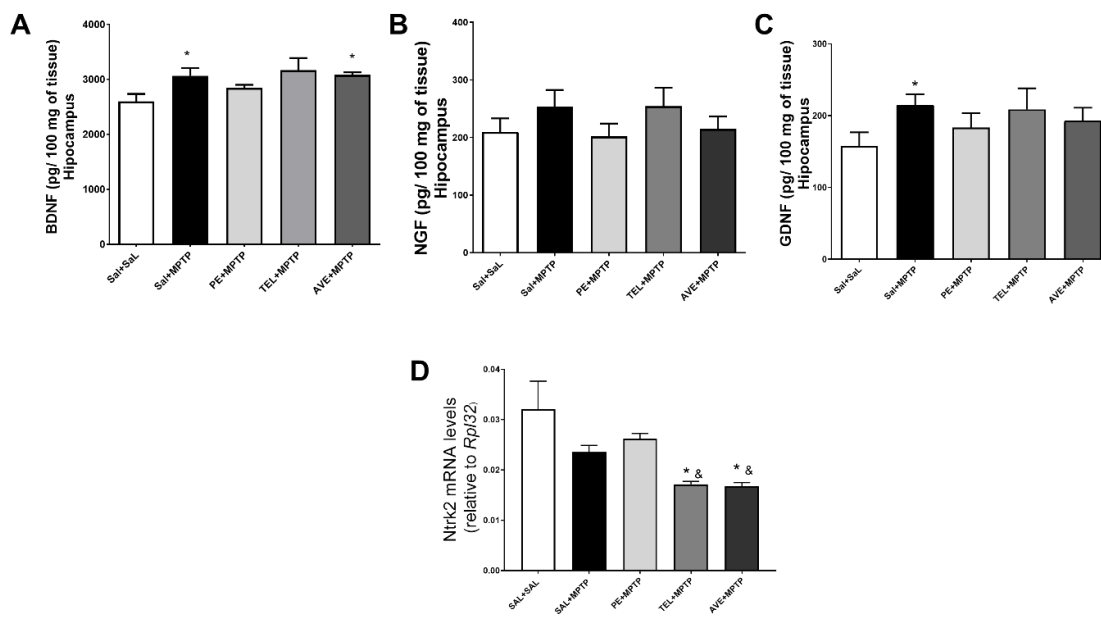 A
BDNF (pg/ 100 mg of tissue)
Hipocampus
4000
3000
2000
1000
0
*
*
Sal+SaL
Sal+MPTP
PE+MPTP
TEL+MPTP
AVE+MPTP
B
NGF (pg/ 100 mg of tissue)
Hipocampus
400
300
200
100
0
Sal+SaL
Sal+MPTP
PE+MPTP
TEL+MPTP
AVE+MPTP
C
GDNF (pg/ 100 mg of tissue)
Hipocampus
300
200
100
0
*
Sal+SaL
Sal+MPTP
PE+MPTP
TEL+MPTP
AVE+MPTP
D
Ntrk2 mRNA levels
(relative to Rpl32)
0.04
0.03
0.02
0.01
0.00
* &
* &
SAL+SAL
SAL+MPTP
PE+MPTP
TEL+MPTP
AVE+MPTP